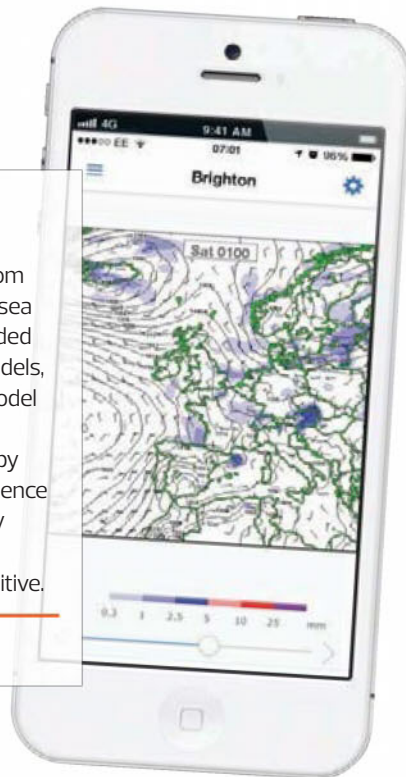 4G 9:41 AM
EE 07:01 96%
Brighton
Sat 0100
om
sea
ded
dels,
odel
by
ence
y
itive.
0.3 1 2.5 5 10 25 mm